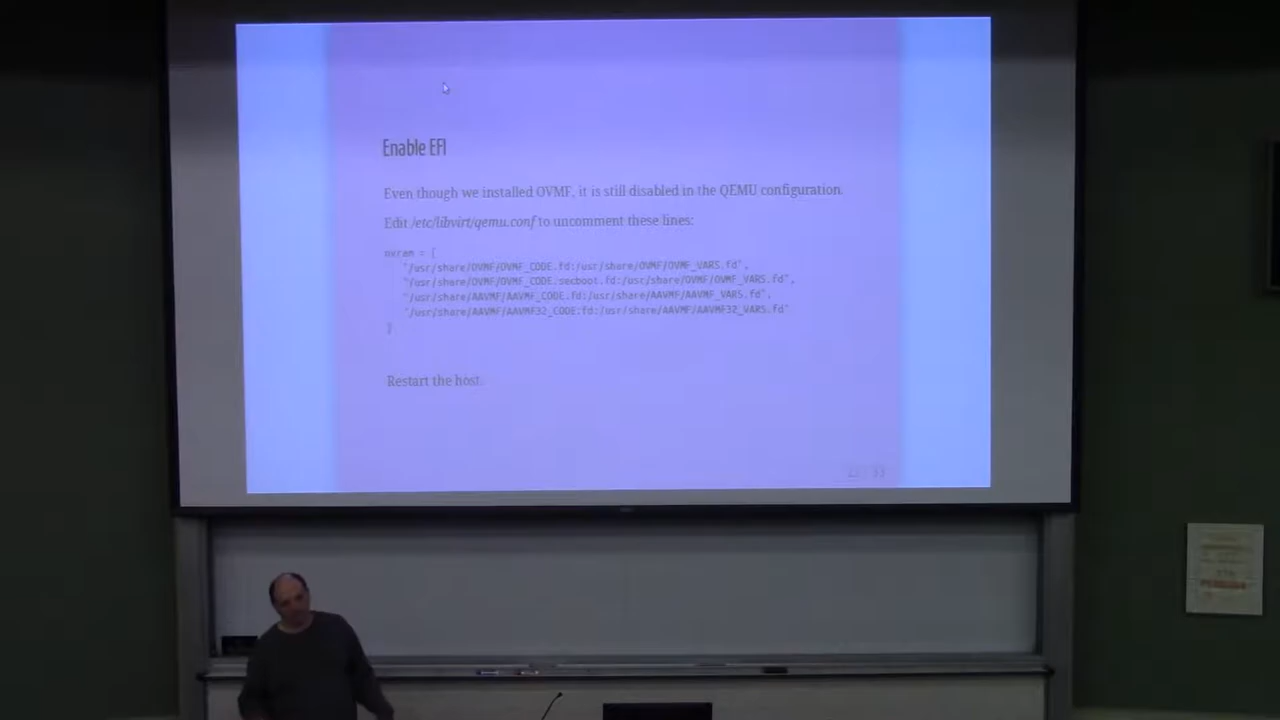 Enable EFI
Even though we installed OVMF, it is still disabled in the QEMU configuration.
Edit /etc/libvirt/qemu.conf to uncomment these lines:
nvram = [
"/usr/share/OVMF/OVMF_CODE.fd:/usr/share/OVMF/OVMF_VARS.fd",
"/usr/share/OVMF/OVMF_CODE.secboot.fd:/usr/share/OVMF/OVMF_VARS.fd",
"/usr/share/AAVMF/AAVMF_CODE.fd:/usr/share/AAVMF/AAVMF_VARS.fd",
"/usr/share/AAVMF/AAVMF32_CODE.fd:/usr/share/AAVMF/AAVMF32_VARS.fd"
]
Restart the host.